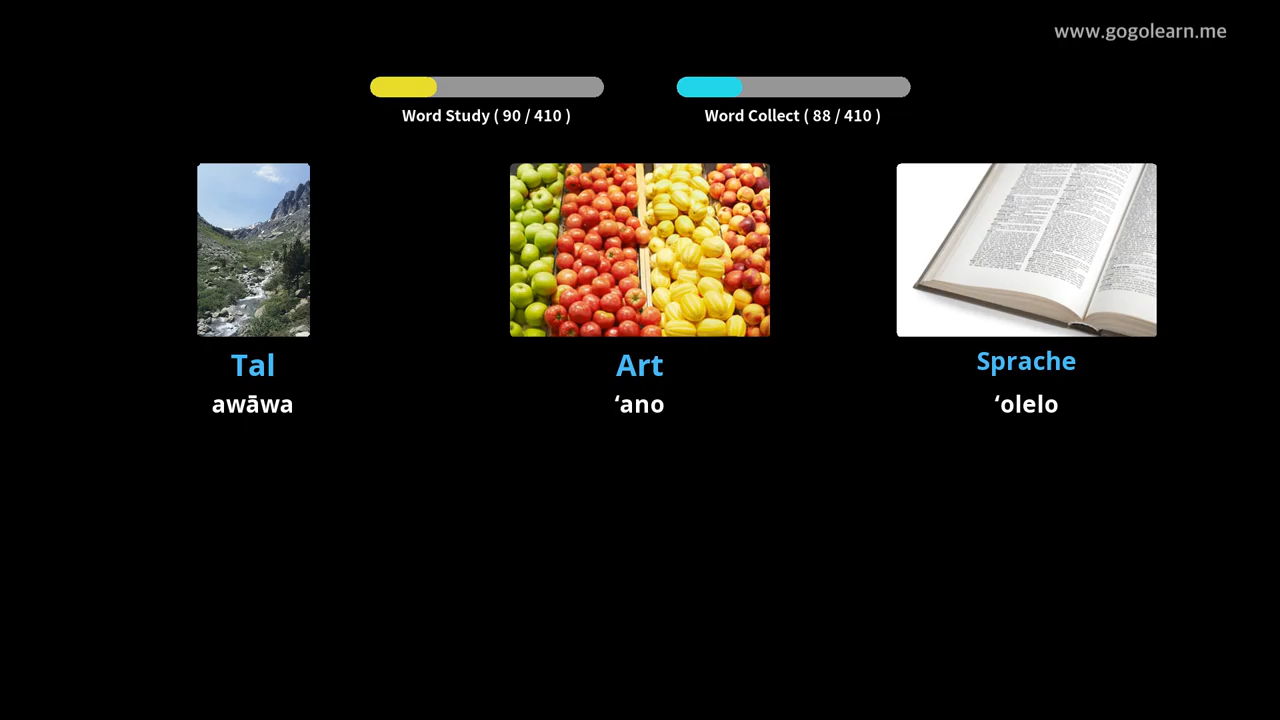 www.gogolearn.me
Word Study ( 90 / 410 )
Word Collect ( 88 / 410 )
Tal
Art
Sprache
awāwa
ʻano
ʻolelo